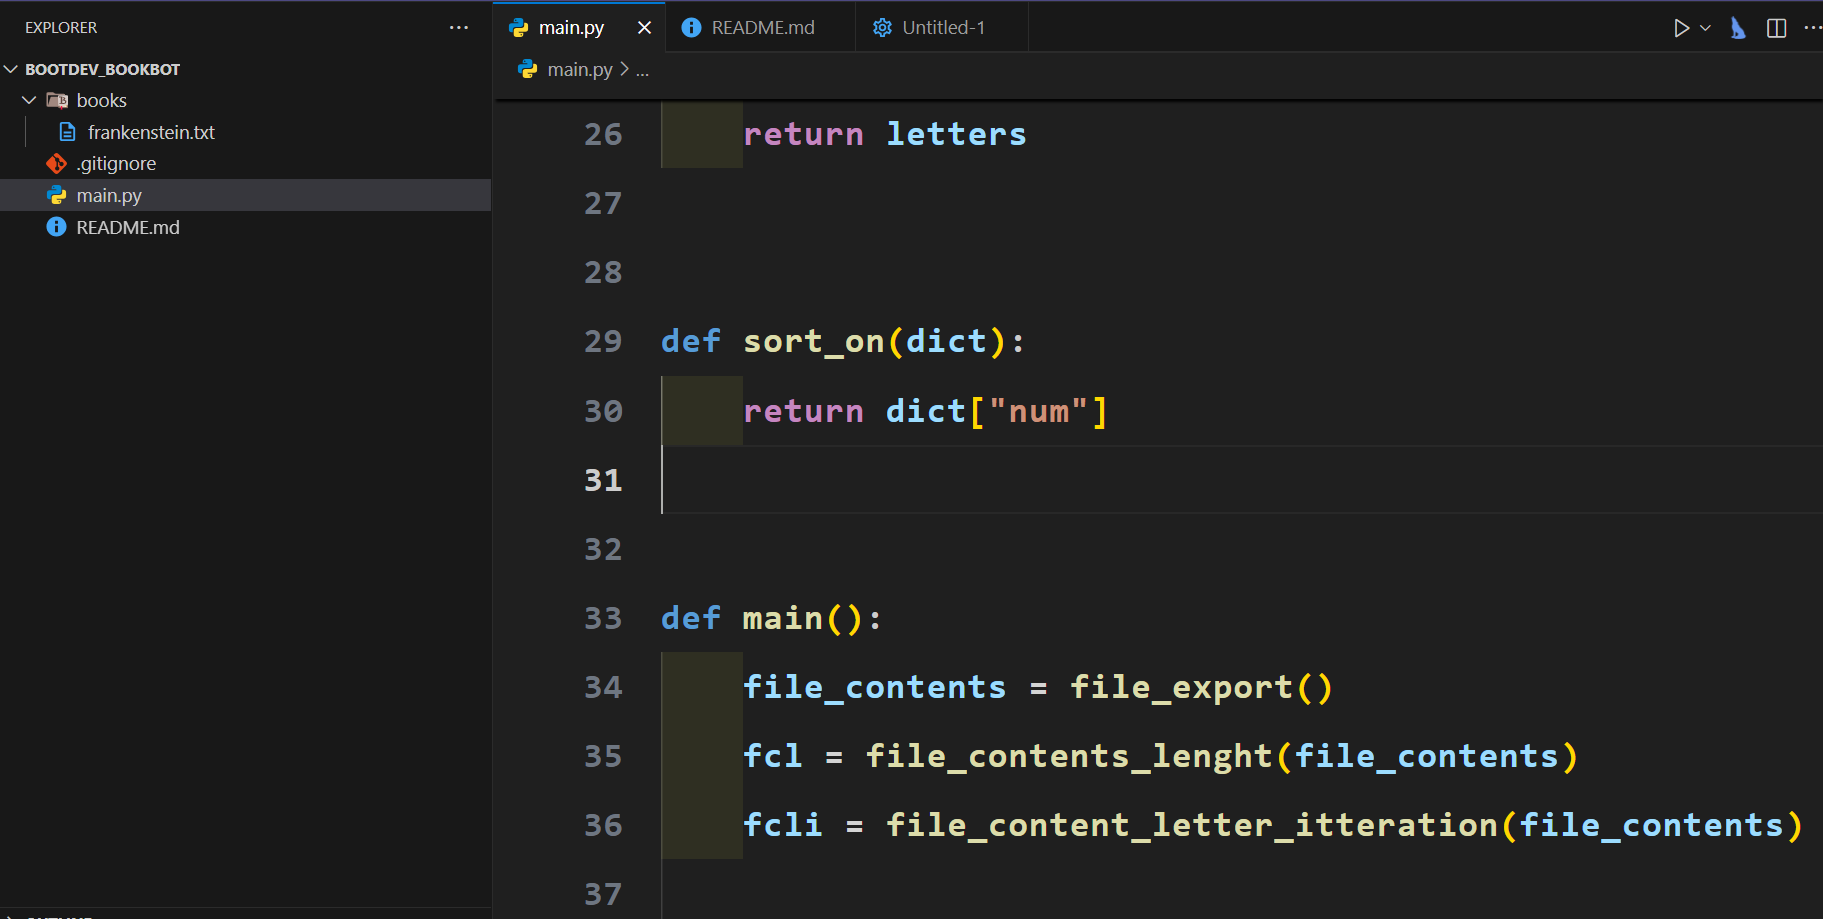 EXPLORER
BOOTDEV_BOOKBOT
books
frankenstein.txt
.gitignore
main.py
README.md
main.py
README.md
Untitled-1
main.py > ...
26 return letters
27
28
29 def sort_on(dict):
30 return dict["num"]
31
32
33 def main():
34 file_contents = file_export()
35 fcl = file_contents_lenght(file_contents)
36 fcli = file_content_letter_itteration(file_contents)
37